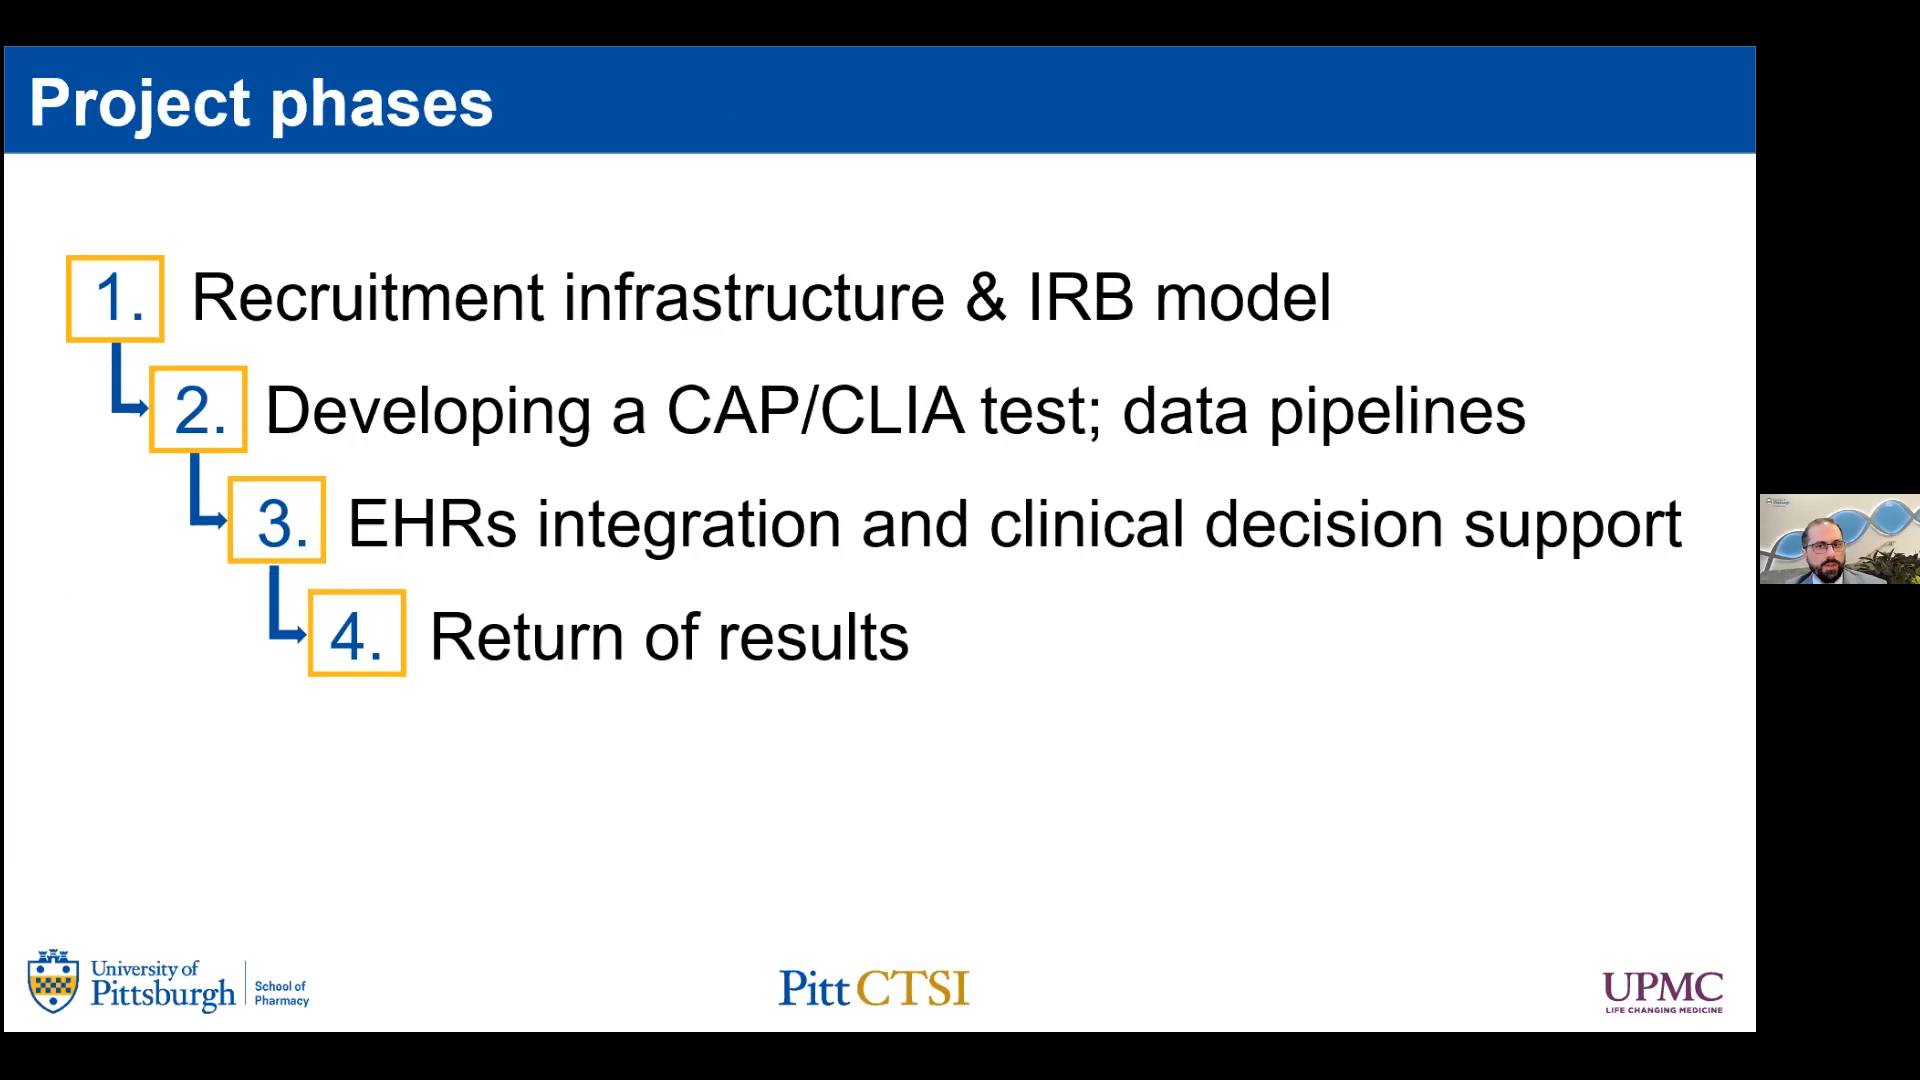 Project phases
1. Recruitment infrastructure & IRB model
2. Developing a CAP/CLIA test; data pipelines
3. EHRs integration and clinical decision support
4. Return of results
University of
Pittsburgh
School of
Pharmacy
Pitt CTSI
UPMC
LIFE CHANGING MEDICINE